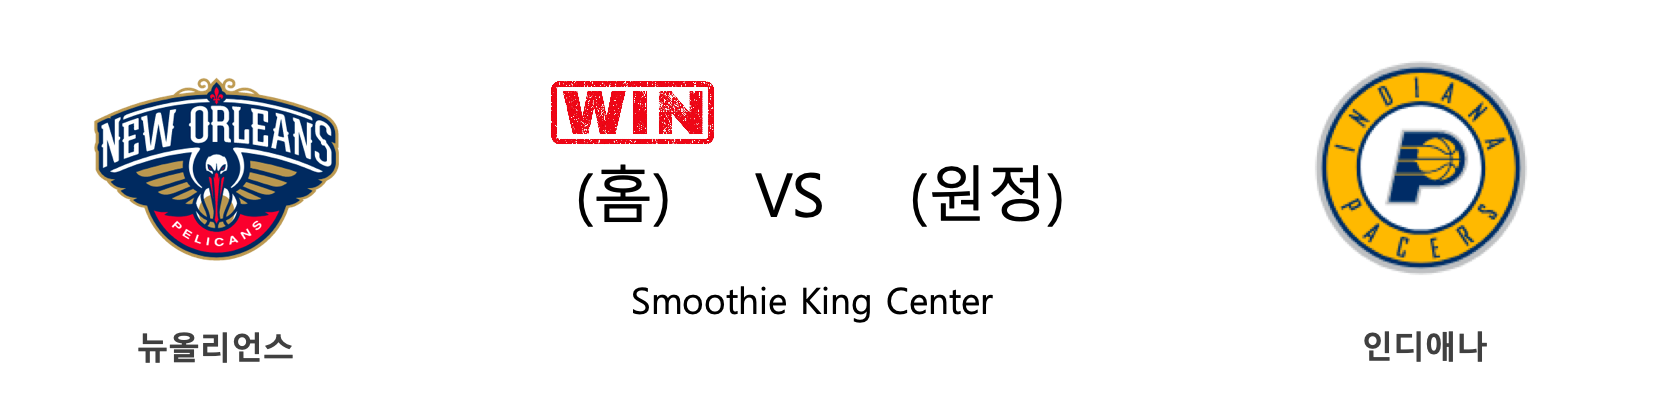 NEW ORLEANS
PELICANS
WIN
(홈) VS (원정)
Smoothie King Center
INDIANA
PACERS
뉴올리언스
인디애나